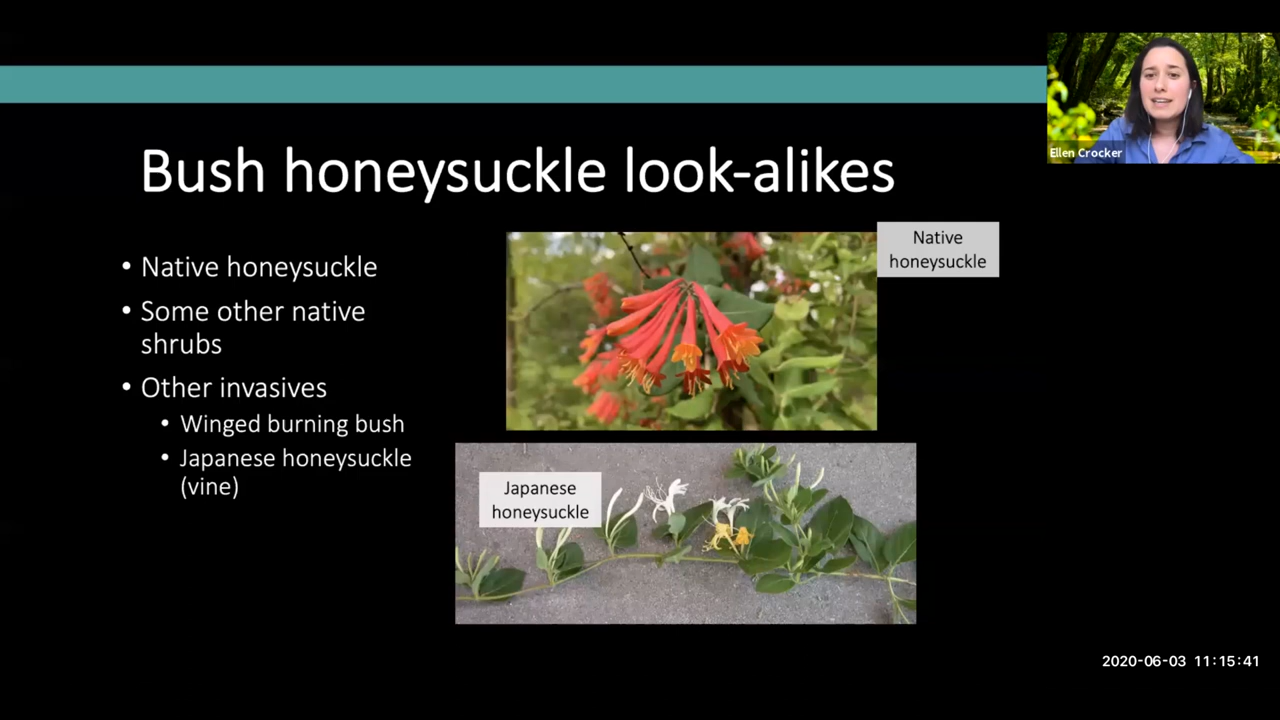 Ellen Crocker
Bush honeysuckle look-alikes
• Native honeysuckle
• Some other native
shrubs
• Other invasives
• Winged burning bush
• Japanese honeysuckle
(vine)
Native
honeysuckle
Japanese
honeysuckle
2020-06-03 11:15:41